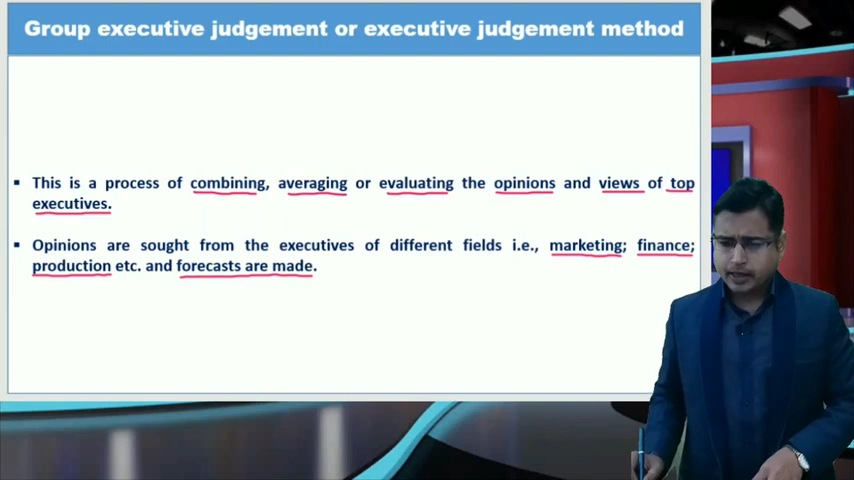 Group executive judgement or executive judgement method
▪ This is a process of combining, averaging or evaluating the opinions and views of top
executives.
▪ Opinions are sought from the executives of different fields i.e., marketing; finance;
production etc. and forecasts are made.